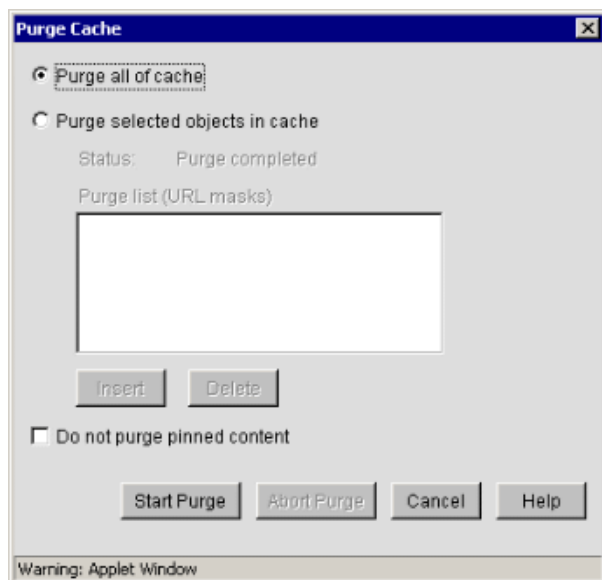 Purge Cache
Purge all of cache
Purge selected objects in cache
Status: Purge completed
Purge list (URL masks)
Insert Delete
Do not purge pinned content
Start Purge Abort Purge Cancel Help
Warning: Applet Window